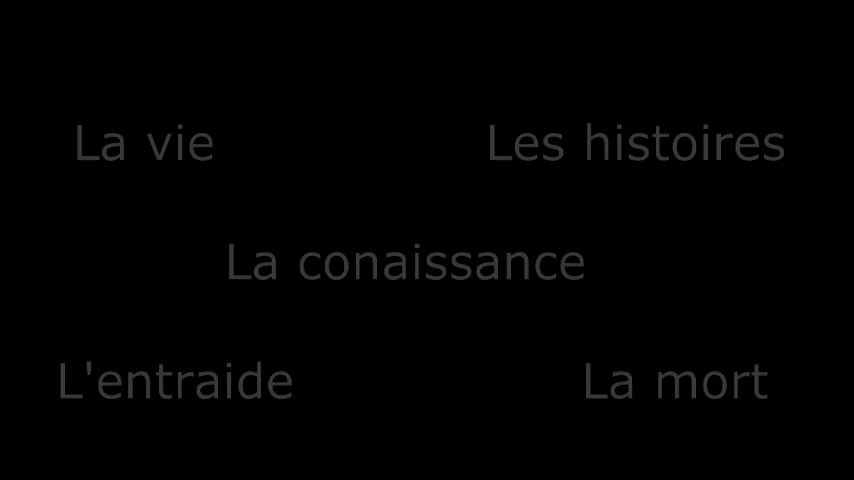 La vie
Les histoires
La conaissance
L'entraide
La mort